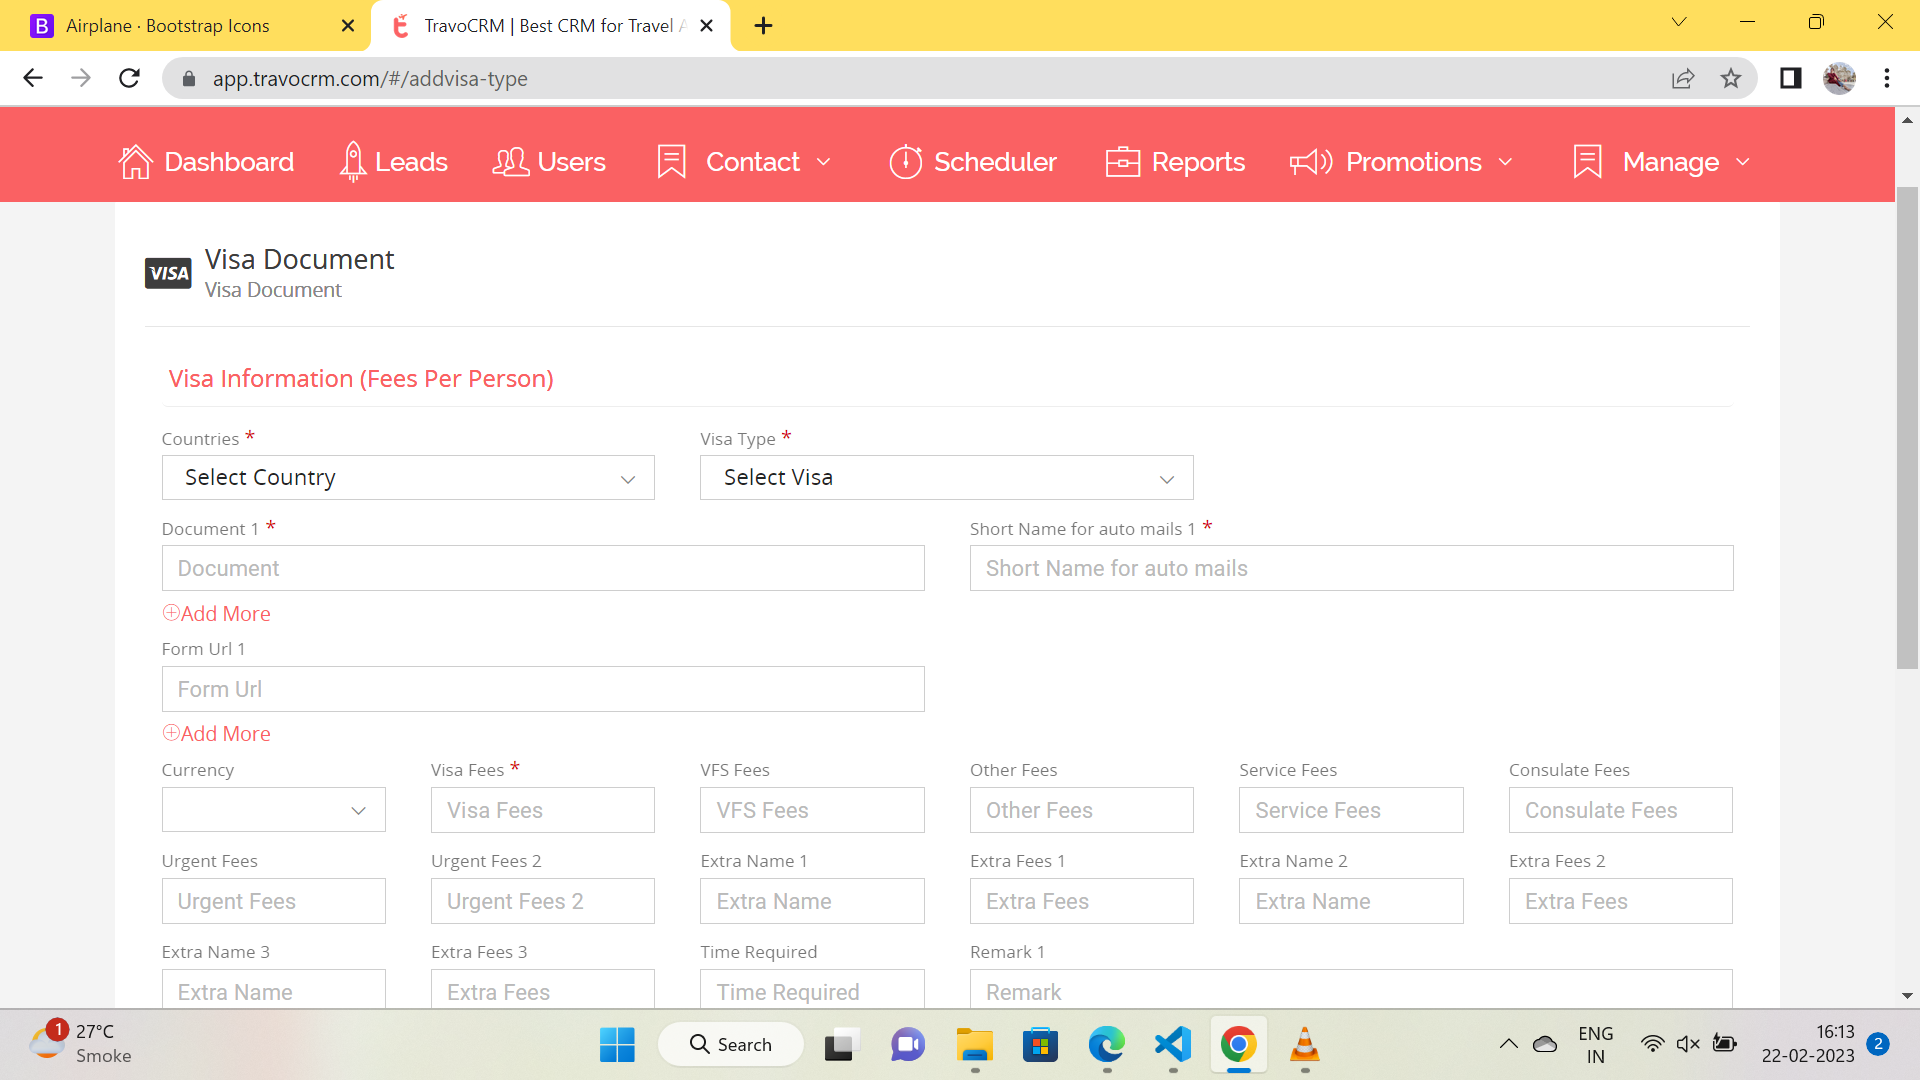 B Airplane · Bootstrap Icons
TravoCRM | Best CRM for Travel A
app.travocrm.com/#/addvisa-type
Dashboard Leads Users Contact Scheduler Reports Promotions Manage
VISA
Visa Document
Visa Document
Visa Information (Fees Per Person)
Countries * Visa Type *
Select Country Select Visa
Document 1 * Short Name for auto mails 1 *
Document Short Name for auto mails
Add More
Form Url 1
Form Url
Add More
Currency Visa Fees * VFS Fees Other Fees Service Fees Consulate Fees
Visa Fees VFS Fees Other Fees Service Fees Consulate Fees
Urgent Fees Urgent Fees 2 Extra Name 1 Extra Fees 1 Extra Name 2 Extra Fees 2
Urgent Fees Urgent Fees 2 Extra Name Extra Fees Extra Name Extra Fees
Extra Name 3 Extra Fees 3 Time Required Remark 1
Extra Name Extra Fees Time Required Remark
1 27°C
Smoke
Search
ENG
IN
16:13
22-02-2023
2